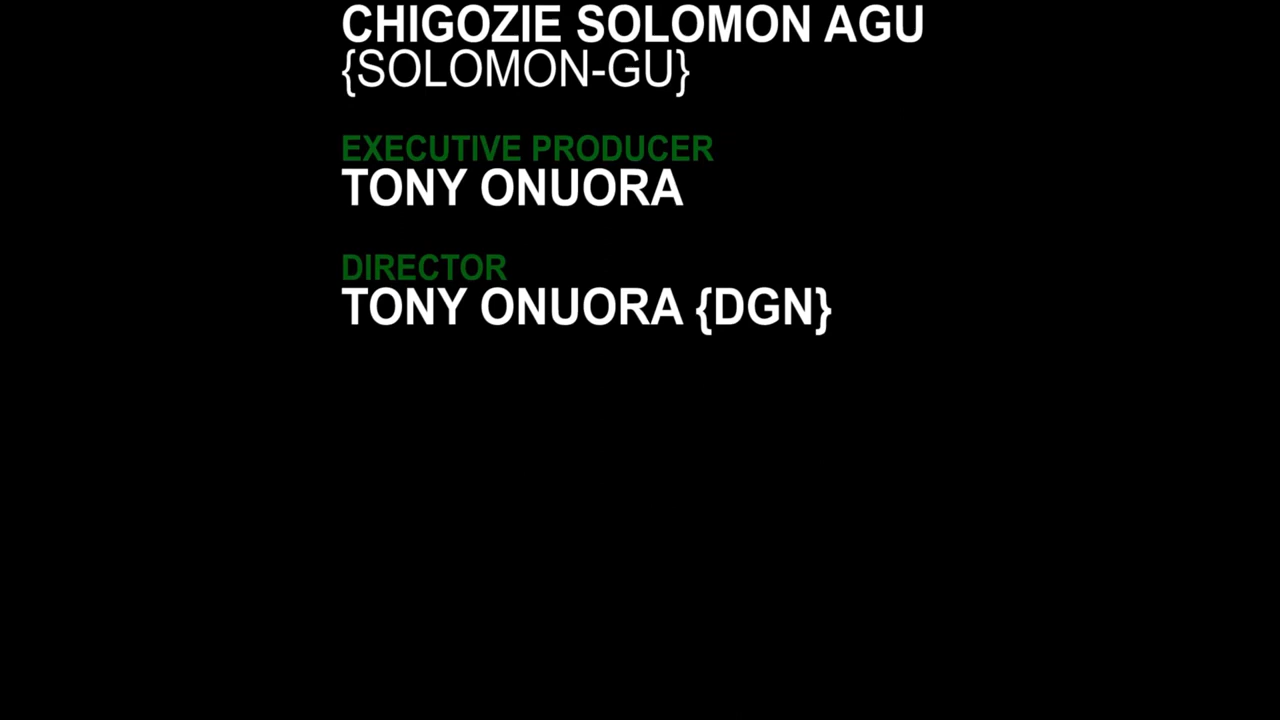 CHIGOZIE SOLOMON AGU
{SOLOMON-GU}
EXECUTIVE PRODUCER
TONY ONUORA
DIRECTOR
TONY ONUORA {DGN}